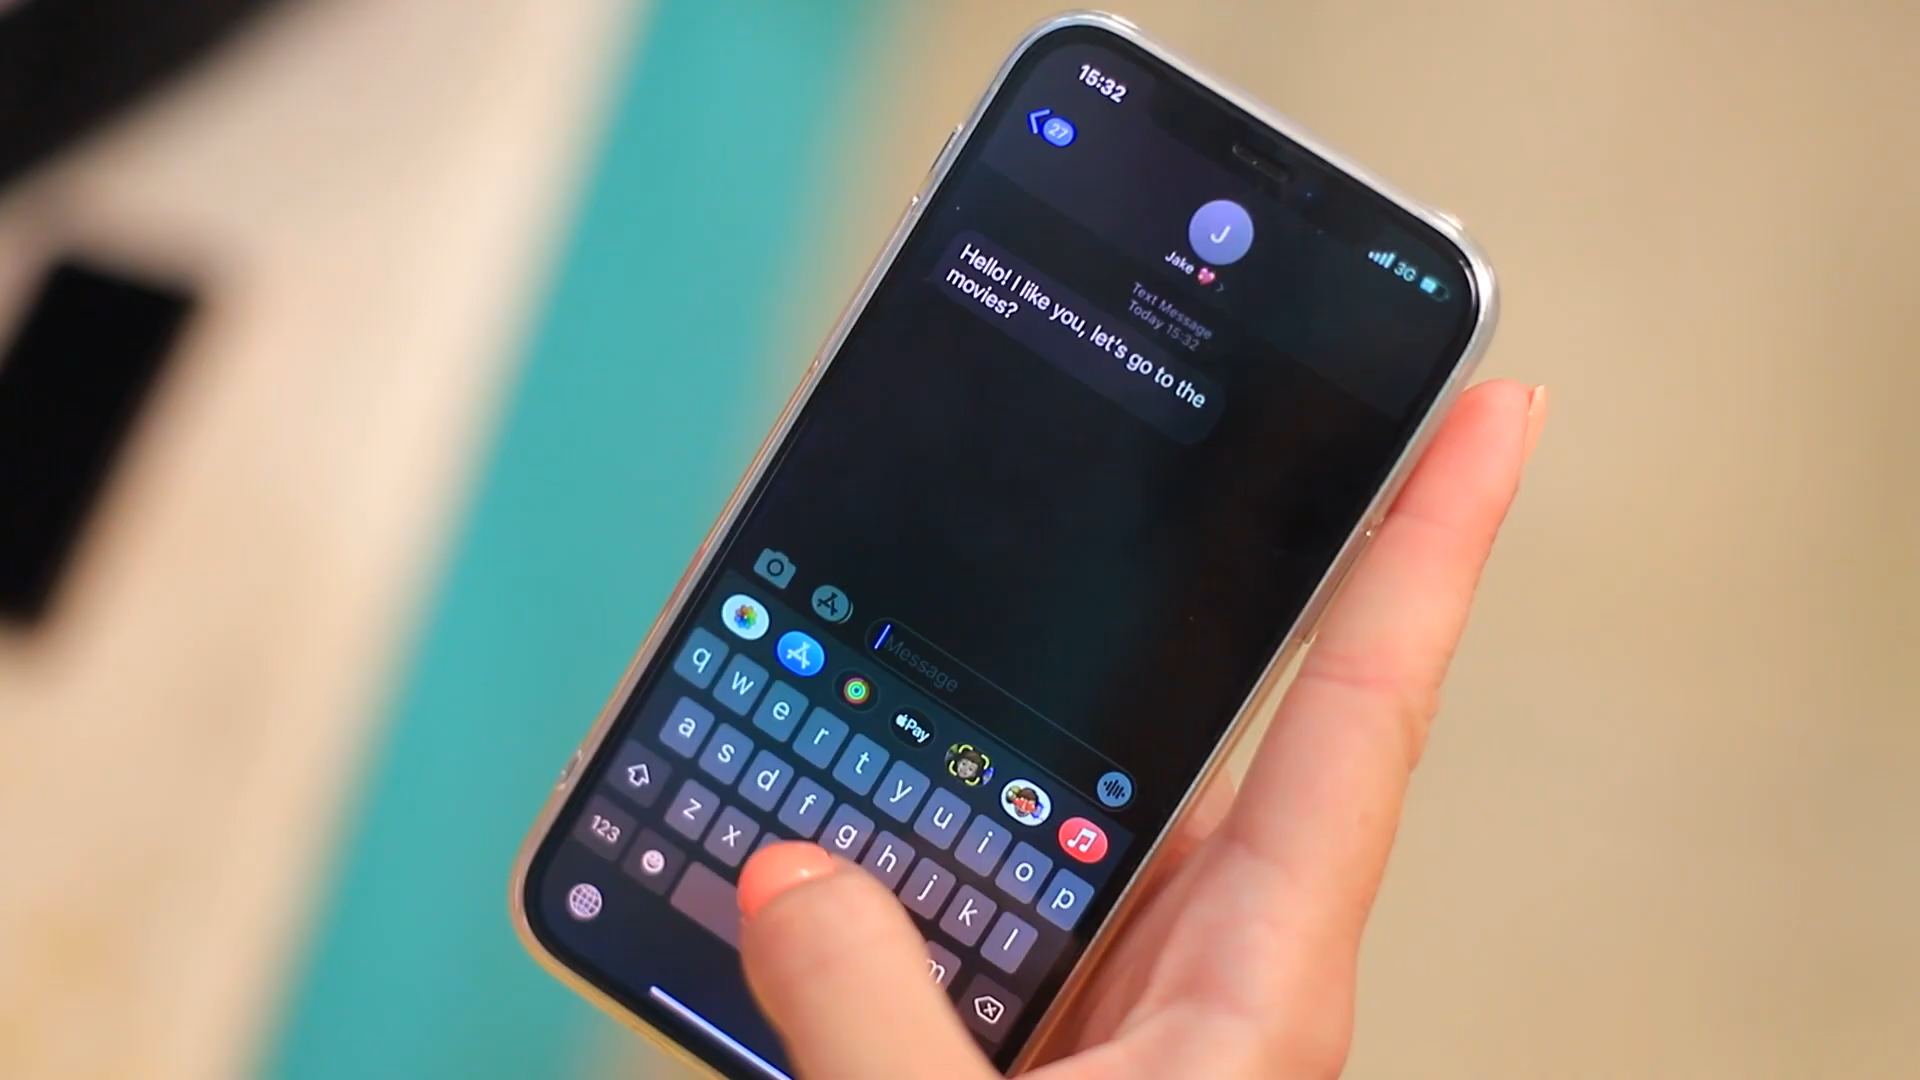 15:32
27
3G
J
Jake 💗 >
Text Message
Today 15:32
Hello! I like you, let's go to the
movies?
Message
Pay
q w e r t y u i o p
a s d f g h j k l
z x m
123